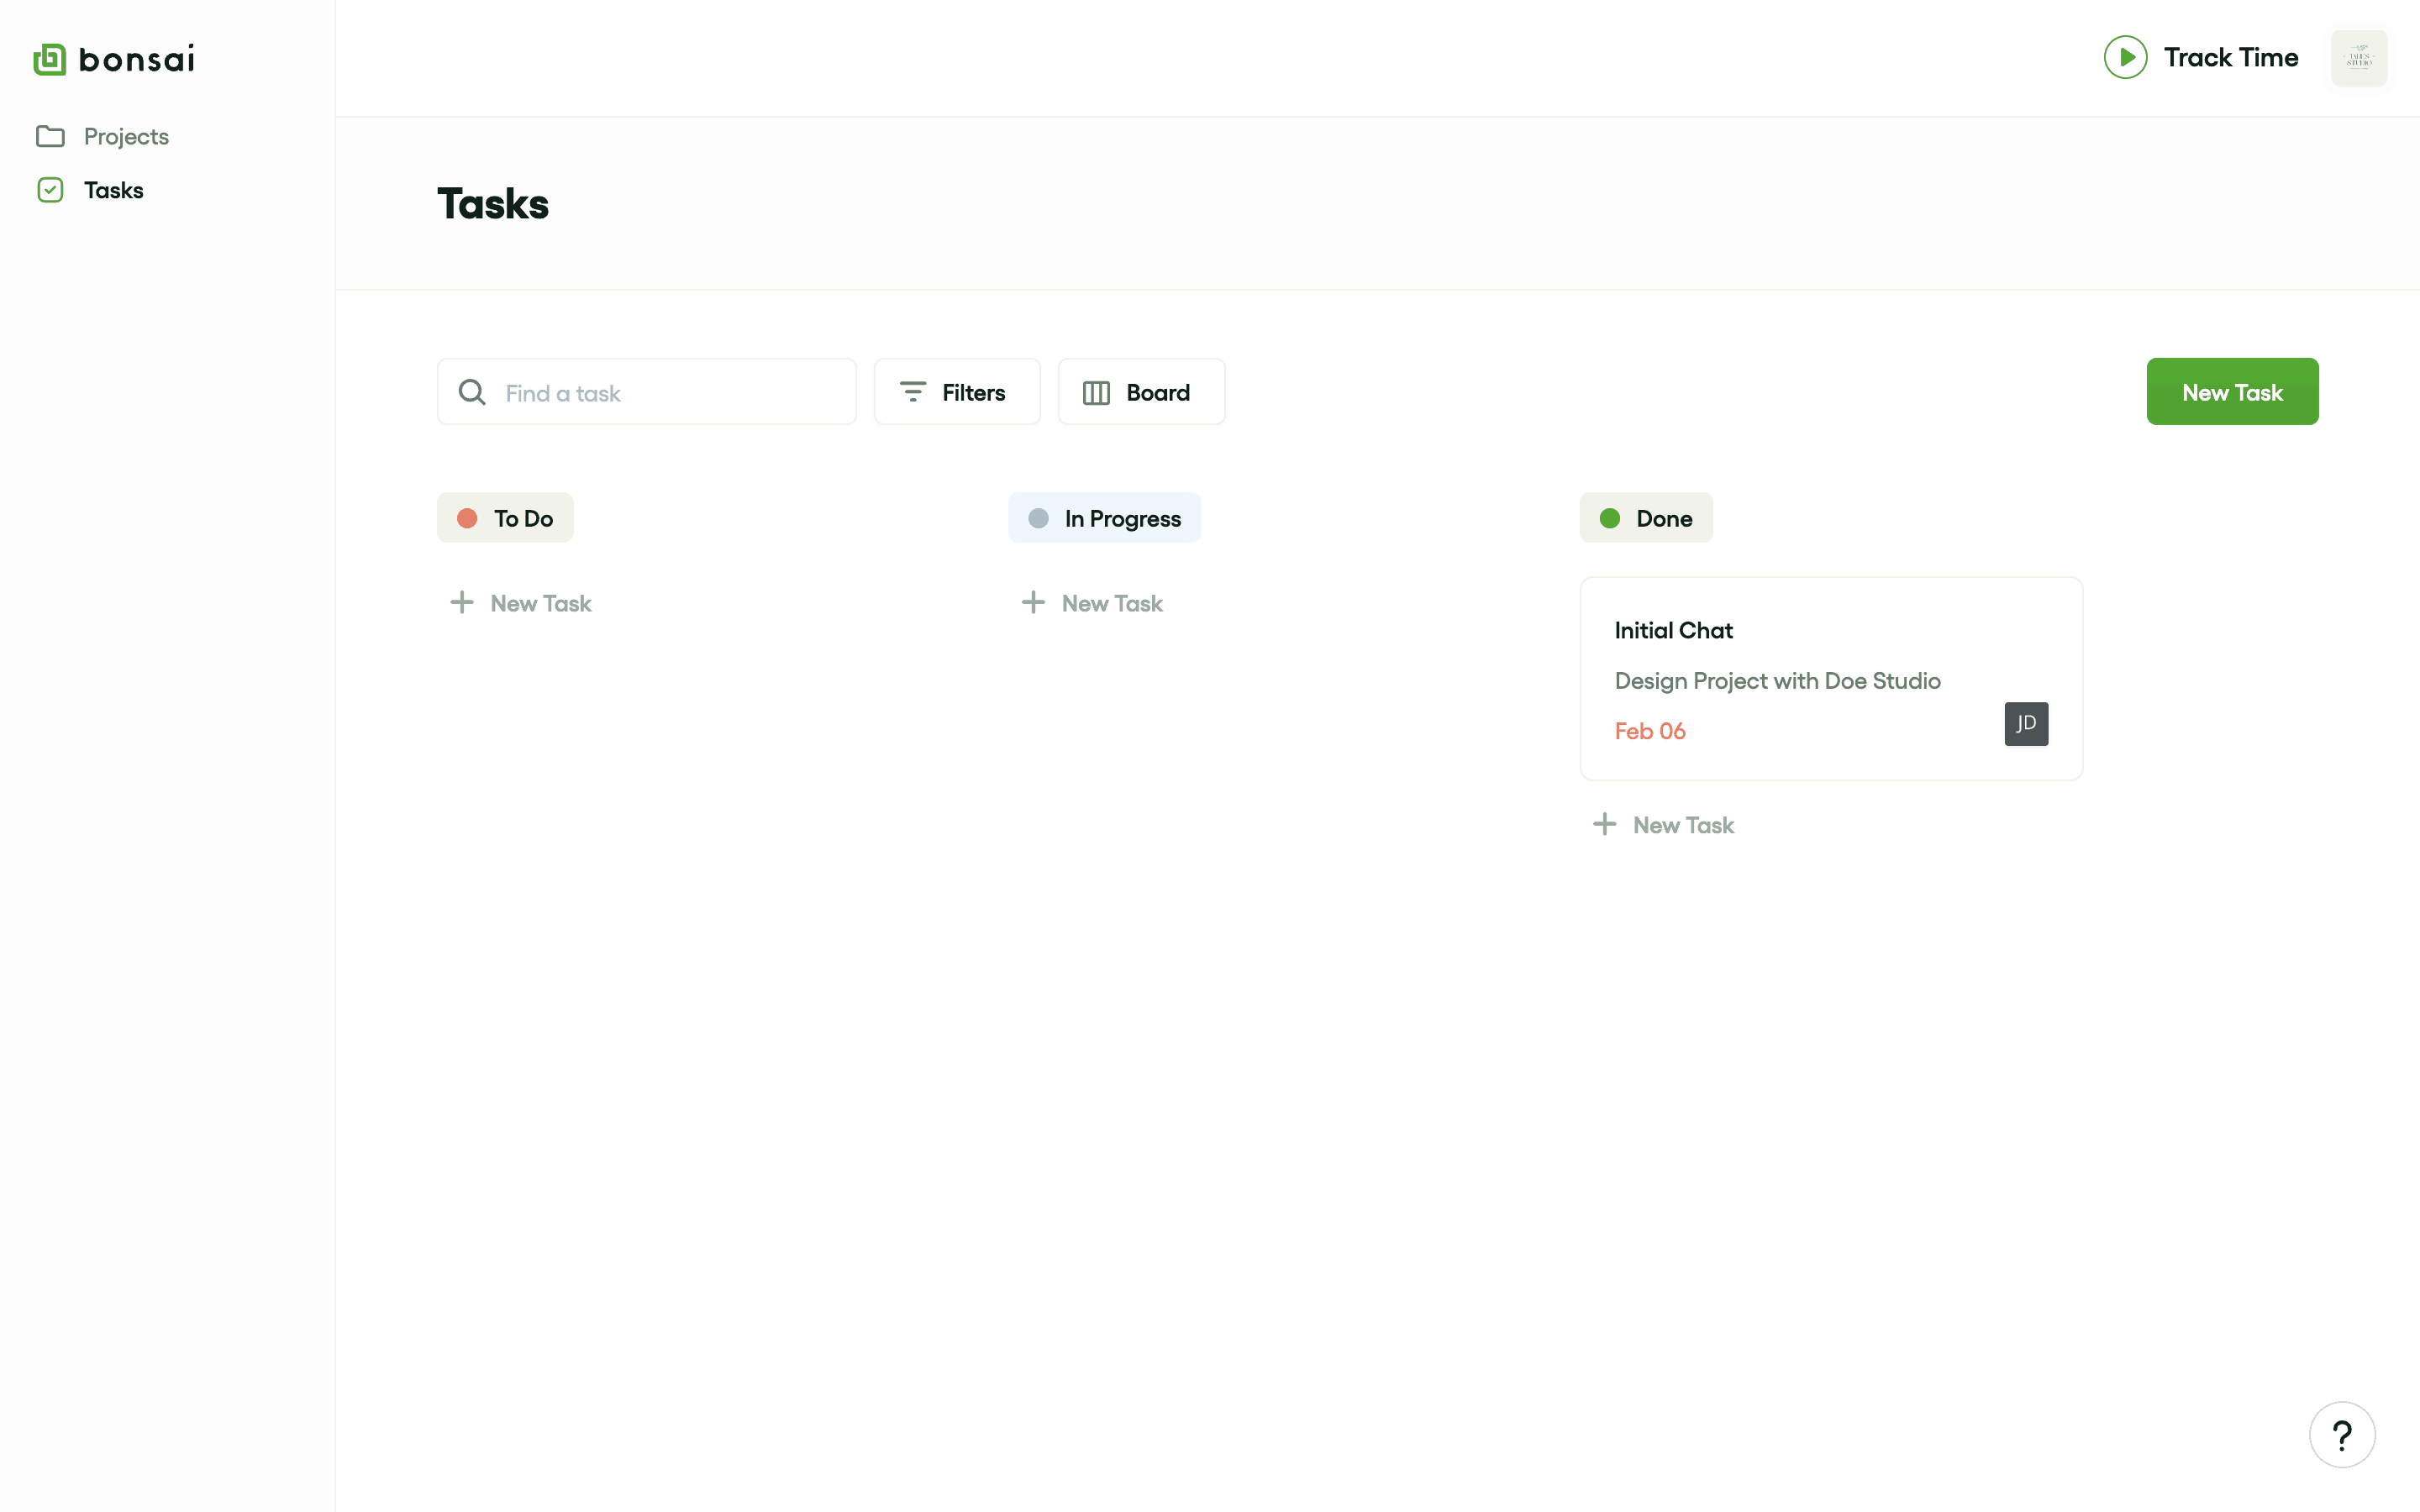 bonsai
Track Time
Projects
Tasks
Tasks
Find a task
Filters
Board
New Task
To Do
In Progress
Done
New Task
New Task
Initial Chat
Design Project with Doe Studio
Feb 06
JD
New Task
?